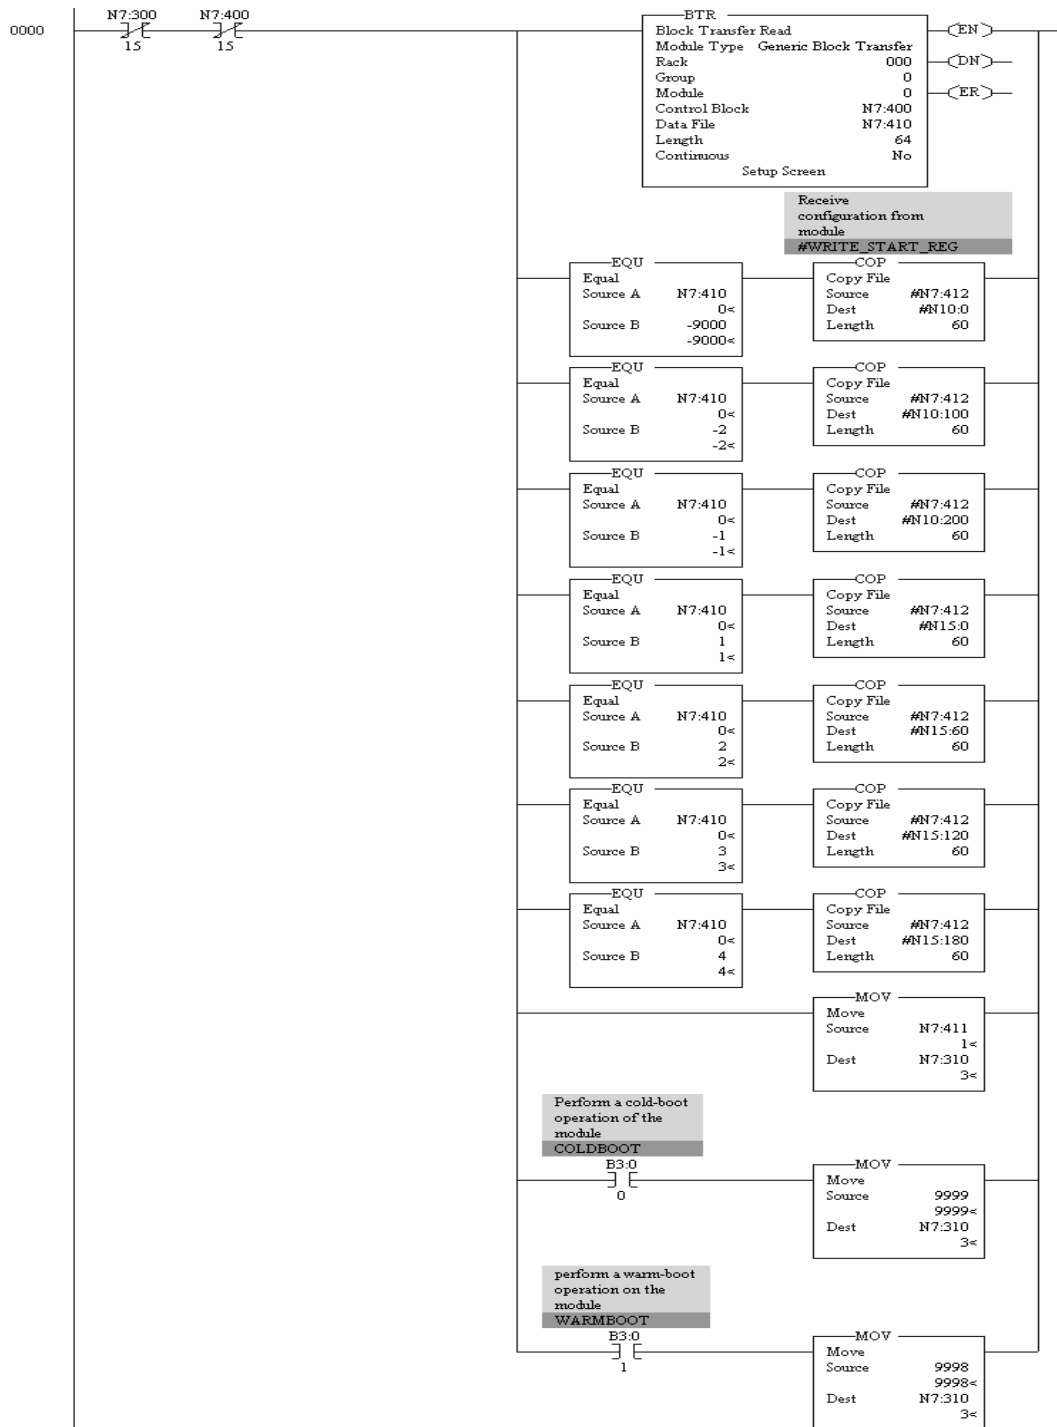 N7:300 N7:400
0000
15 15
BTR
Block Transfer Read
Module Type Generic Block Transfer
Rack 000
Group 0
Module 0
Control Block N7:400
Data File N7:410
Length 64
Continuous No
Setup Screen
EN
DN
ER
Receive
configuration from
module
#WRITE_START_REG
EQU
Equal
Source A N7:410
0<
Source B -9000
-9000<
COP
Copy File
Source #N7:412
Dest #N10:0
Length 60
EQU
Equal
Source A N7:410
0<
Source B -2
-2<
COP
Copy File
Source #N7:412
Dest #N10:100
Length 60
EQU
Equal
Source A N7:410
0<
Source B -1
-1<
COP
Copy File
Source #N7:412
Dest #N10:200
Length 60
EQU
Equal
Source A N7:410
0<
Source B 1
1<
COP
Copy File
Source #N7:412
Dest #N15:0
Length 60
EQU
Equal
Source A N7:410
0<
Source B 2
2<
COP
Copy File
Source #N7:412
Dest #N15:60
Length 60
EQU
Equal
Source A N7:410
0<
Source B 3
3<
COP
Copy File
Source #N7:412
Dest #N15:120
Length 60
EQU
Equal
Source A N7:410
0<
Source B 4
4<
COP
Copy File
Source #N7:412
Dest #N15:180
Length 60
MOV
Move
Source N7:411
1<
Dest N7:310
3<
Perform a cold-boot
operation of the
module
COLDBOOT
B3:0
0
MOV
Move
Source 9999
9999<
Dest N7:310
3<
perform a warm-boot
operation on the
module
WARMBOOT
B3:0
1
MOV
Move
Source 9998
9998<
Dest N7:310
3<